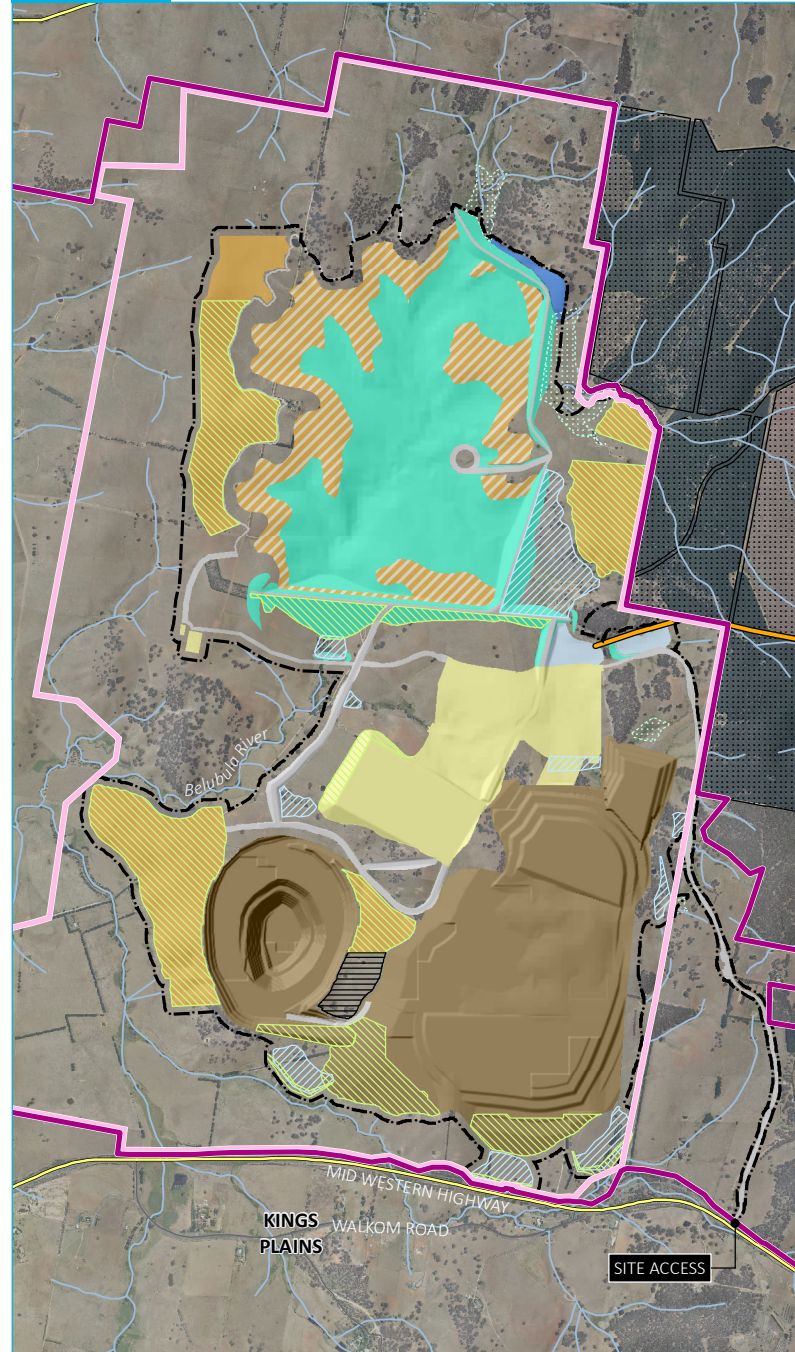 Belubula River
MID WESTERN HIGHWAY
KINGS
PLAINS
WALKOM ROAD
SITE ACCESS